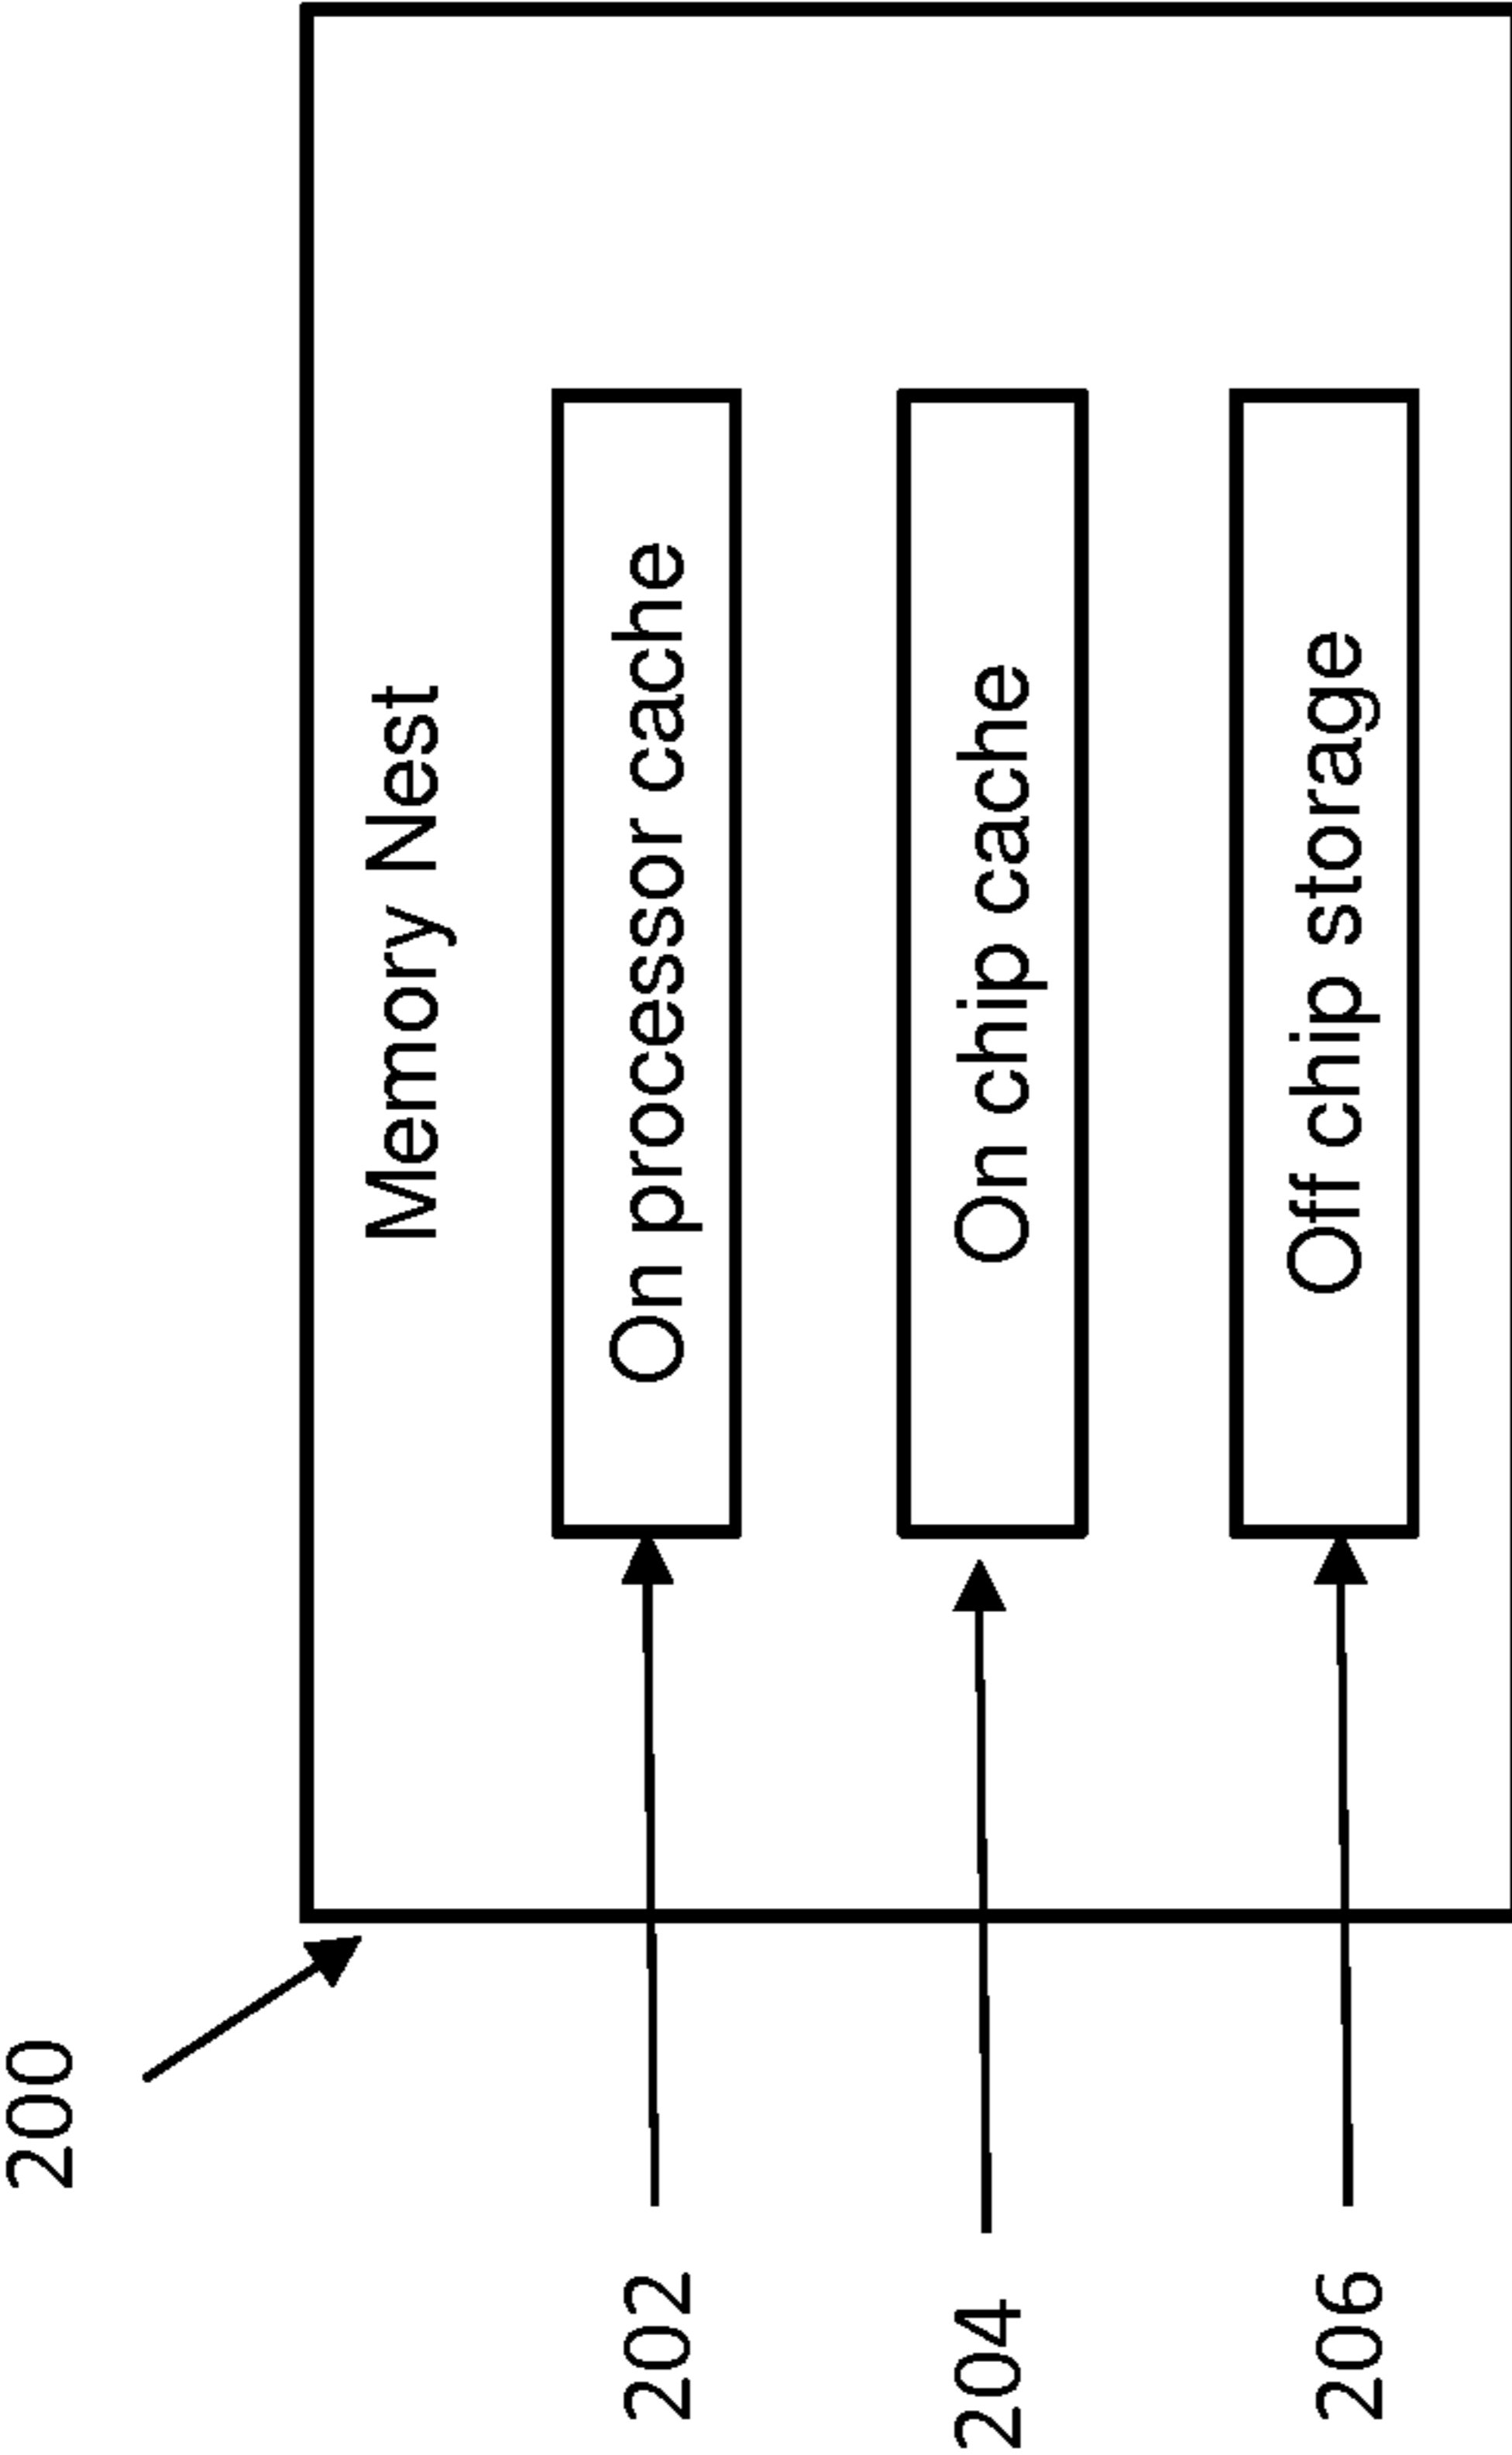 200
Memory Nest
202
On processor cache
204
On chip cache
206
Off chip storage